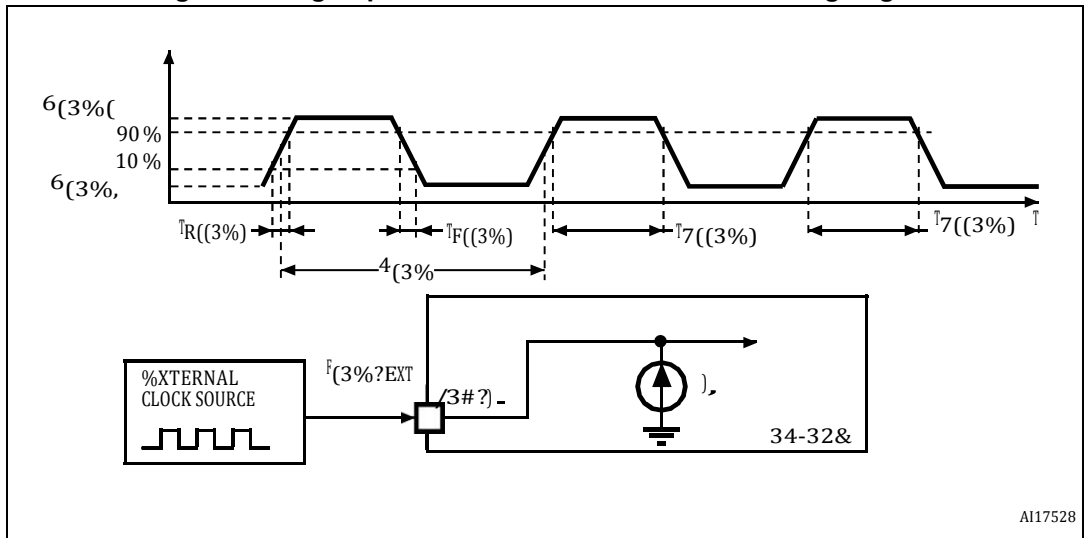 6(3%(
90 %
10 %
6(3%,
TR((3%)
TF((3%)
T7((3%)
T7((3%)
T
4(3%
%XTERNAL
CLOCK SOURCE
F(3%?EXT
/3#?) -
),
34-32&
AI17528